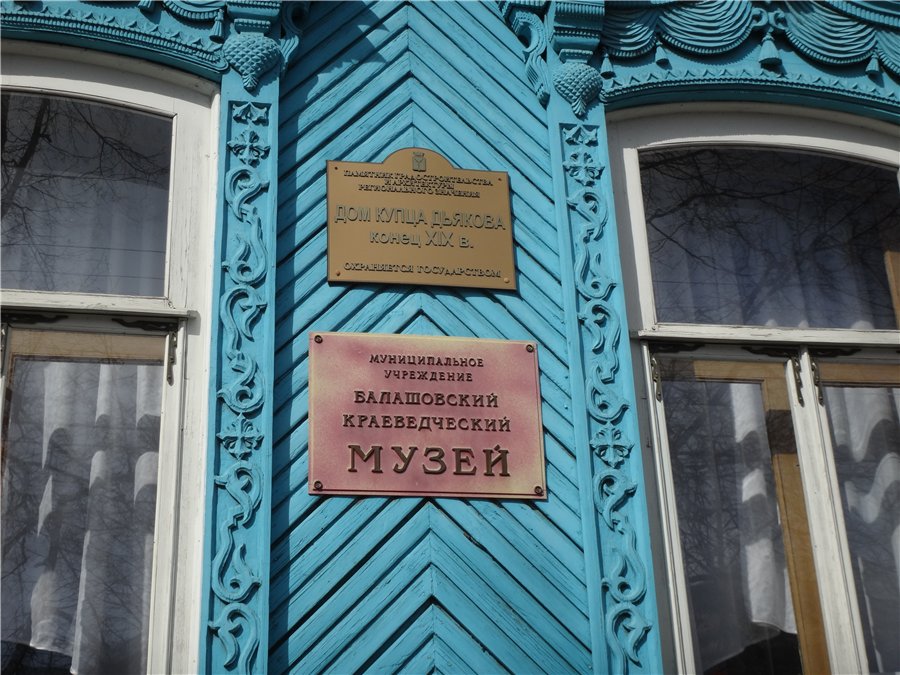 ПАМЯТНИК ГРАДОСТРОИТЕЛЬСТВА
И АРХИТЕКТУРЫ
РЕГИОНАЛЬНОГО ЗНАЧЕНИЯ
ДОМ КУПЦА ДЬЯКОВА
конец XIX в.
ОХРАНЯЕТСЯ ГОСУДАРСТВОМ
МУНИЦИПАЛЬНОЕ
УЧРЕЖДЕНИЕ
БАЛАШОВСКИЙ
КРАЕВЕДЧЕСКИЙ
МУЗЕЙ